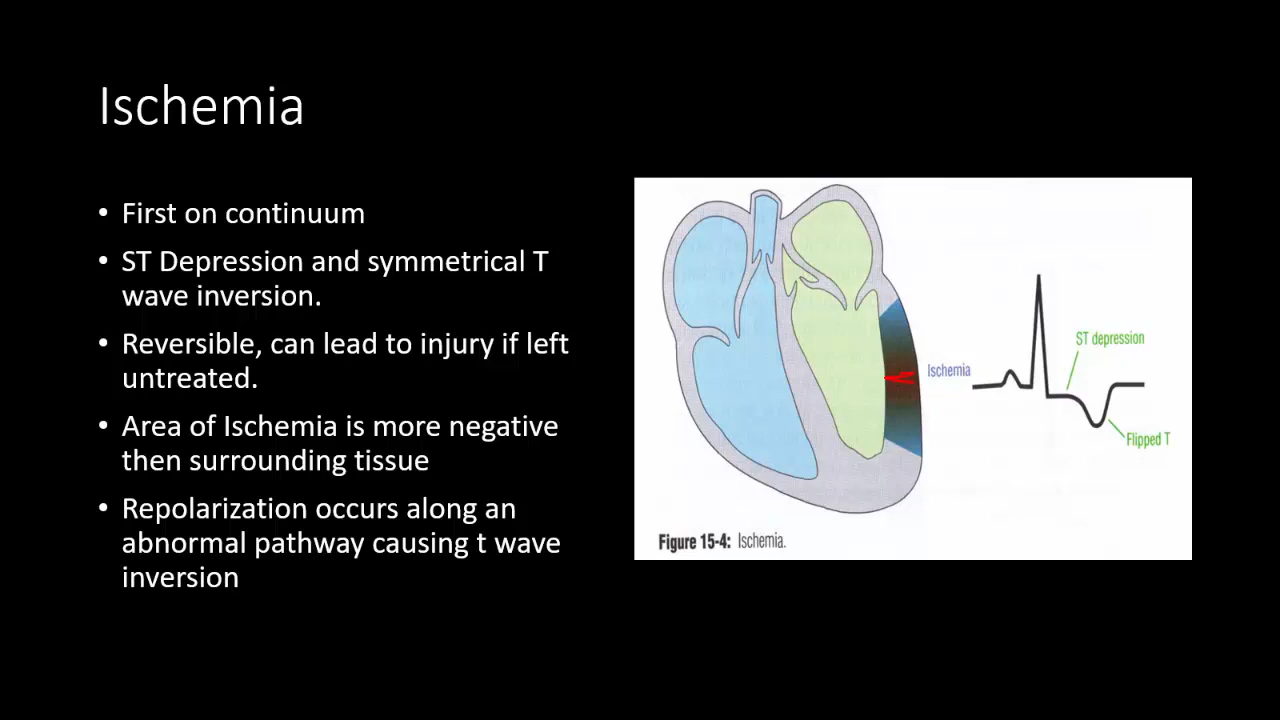 Ischemia
• First on continuum
• ST Depression and symmetrical T
wave inversion.
• Reversible, can lead to injury if left
untreated.
• Area of Ischemia is more negative
then surrounding tissue
• Repolarization occurs along an
abnormal pathway causing t wave
inversion
Ischemia
ST depression
Flipped T
Figure 15-4: Ischemia.